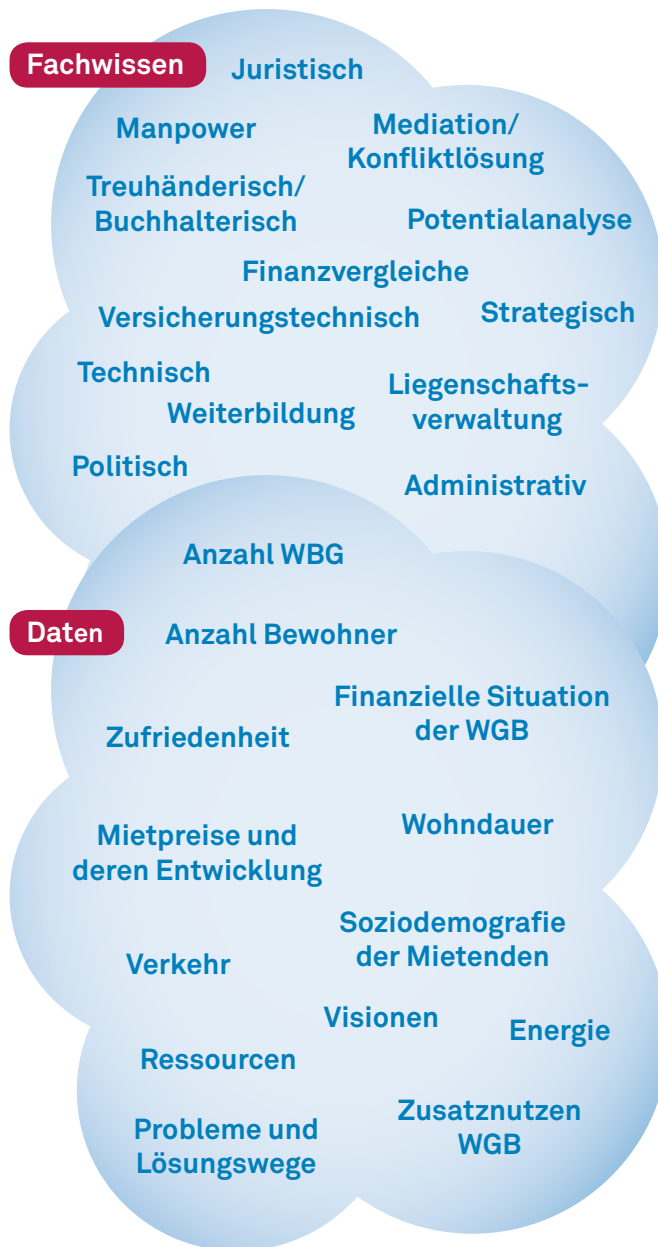 Fachwissen
Juristisch
Manpower
Mediation/
Konfliktlösung
Treuhänderisch/
Buchhalterisch
Potentialanalyse
Finanzvergleiche
Versicherungstechnisch
Strategisch
Technisch
Liegenschafts-
verwaltung
Weiterbildung
Politisch
Administrativ
Anzahl WBG
Daten
Anzahl Bewohner
Finanzielle Situation
der WGB
Zufriedenheit
Wohndauer
Mietpreise und
deren Entwicklung
Soziodemografie
der Mietenden
Verkehr
Visionen
Energie
Ressourcen
Zusatznutzen
WGB
Probleme und
Lösungswege